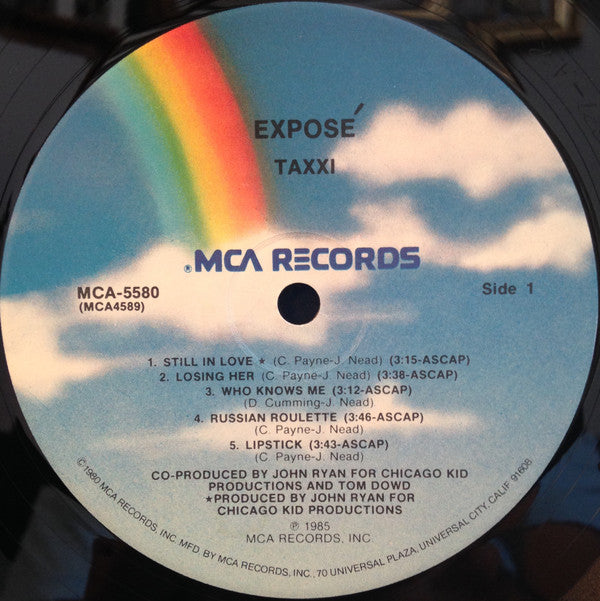 EXPOSÉ
TAXXI
®MCA RECORDS
MCA-5580
(MCA4589)
Side 1
1. STILL IN LOVE ★ (C. Payne-J. Nead) (3:15-ASCAP)
2. LOSING HER (C. Payne-J. Nead) (3:38-ASCAP)
3. WHO KNOWS ME (3:12-ASCAP)
(D. Cumming-J. Nead)
4. RUSSIAN ROULETTE (3:46-ASCAP)
(C. Payne-J. Nead)
5. LIPSTICK (3:43-ASCAP)
(C. Payne-J. Nead)
CO-PRODUCED BY JOHN RYAN FOR CHICAGO KID
PRODUCTIONS AND TOM DOWD
★PRODUCED BY JOHN RYAN FOR
CHICAGO KID PRODUCTIONS
℗ 1985
MCA RECORDS, INC
©1980 MCA RECORDS, INC. MFD. BY MCA RECORDS, INC., 70 UNIVERSAL PLAZA, UNIVERSAL CITY, CALIF. 91608